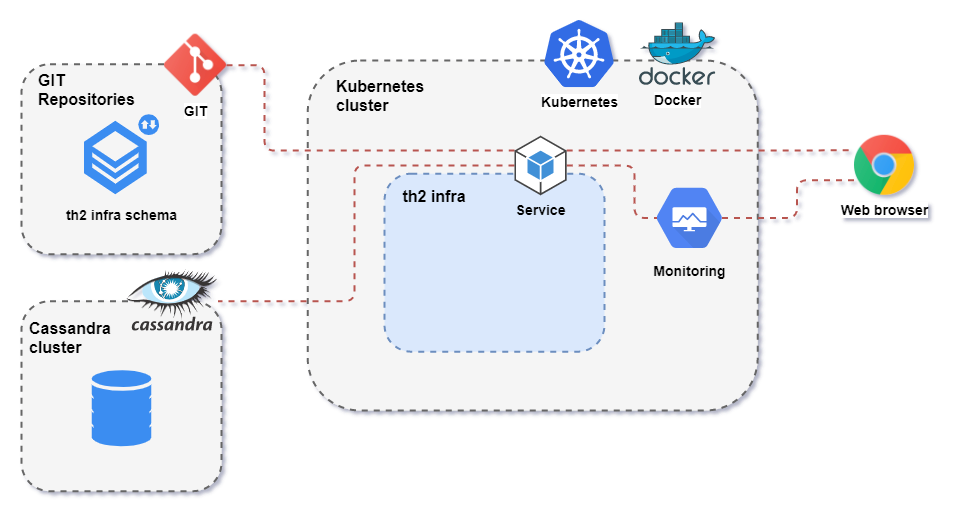 GIT
Repositories
GIT
th2 infra schema
Kubernetes
cluster
Kubernetes
docker
Docker
th2 infra
Service
Monitoring
Web browser
cassandra
Cassandra
cluster